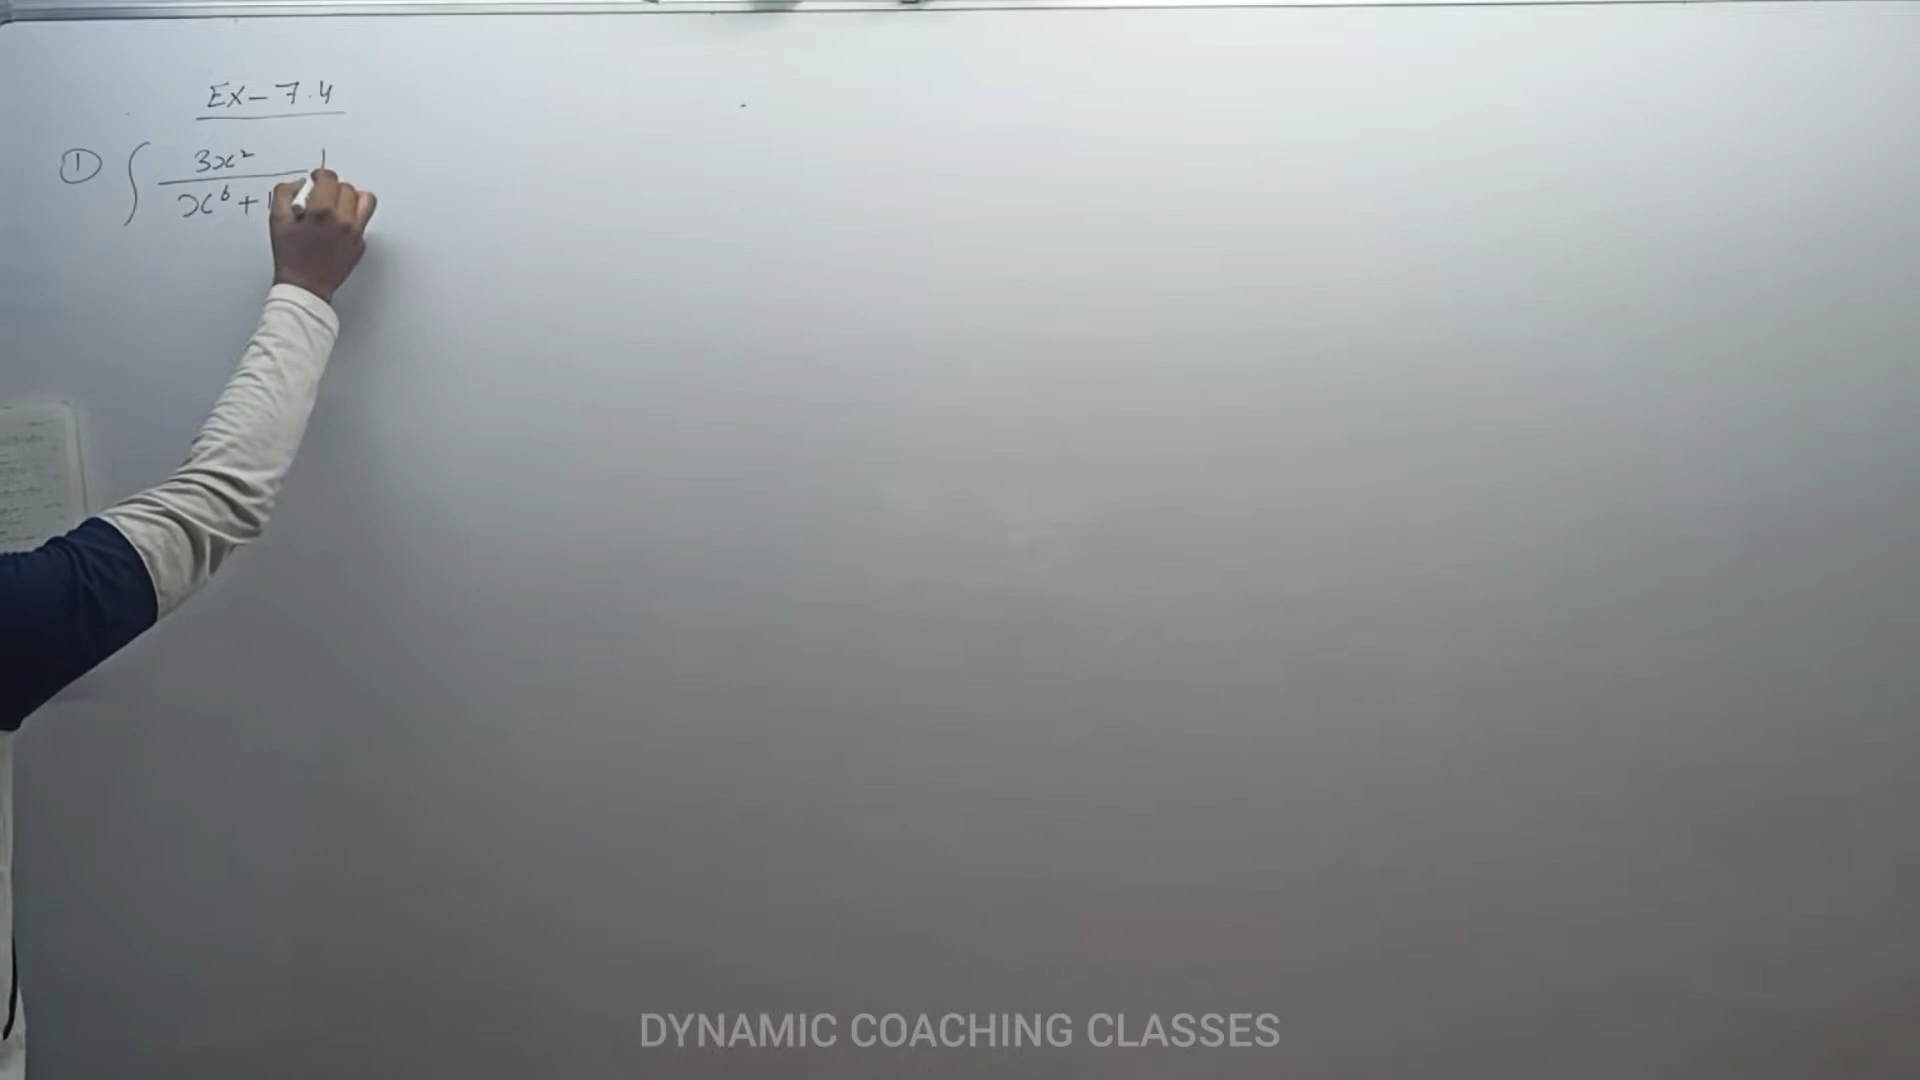 EX – 7.4
① ∫ 3x² / x⁶ + 1
DYNAMIC COACHING CLASSES